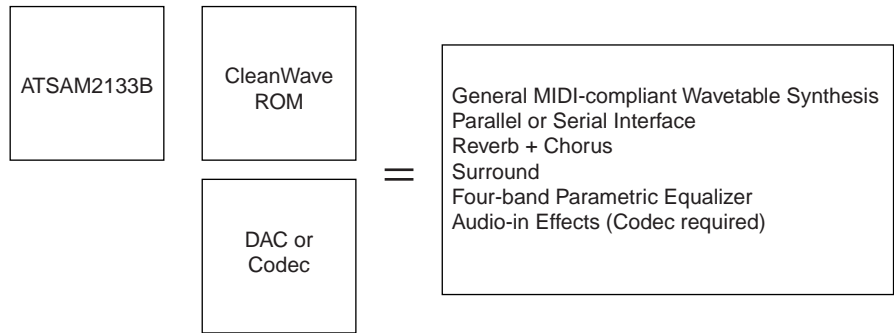 ATSAM2133B
CleanWave
ROM
DAC or
Codec
=
General MIDI-compliant Wavetable Synthesis
Parallel or Serial Interface
Reverb + Chorus
Surround
Four-band Parametric Equalizer
Audio-in Effects (Codec required)